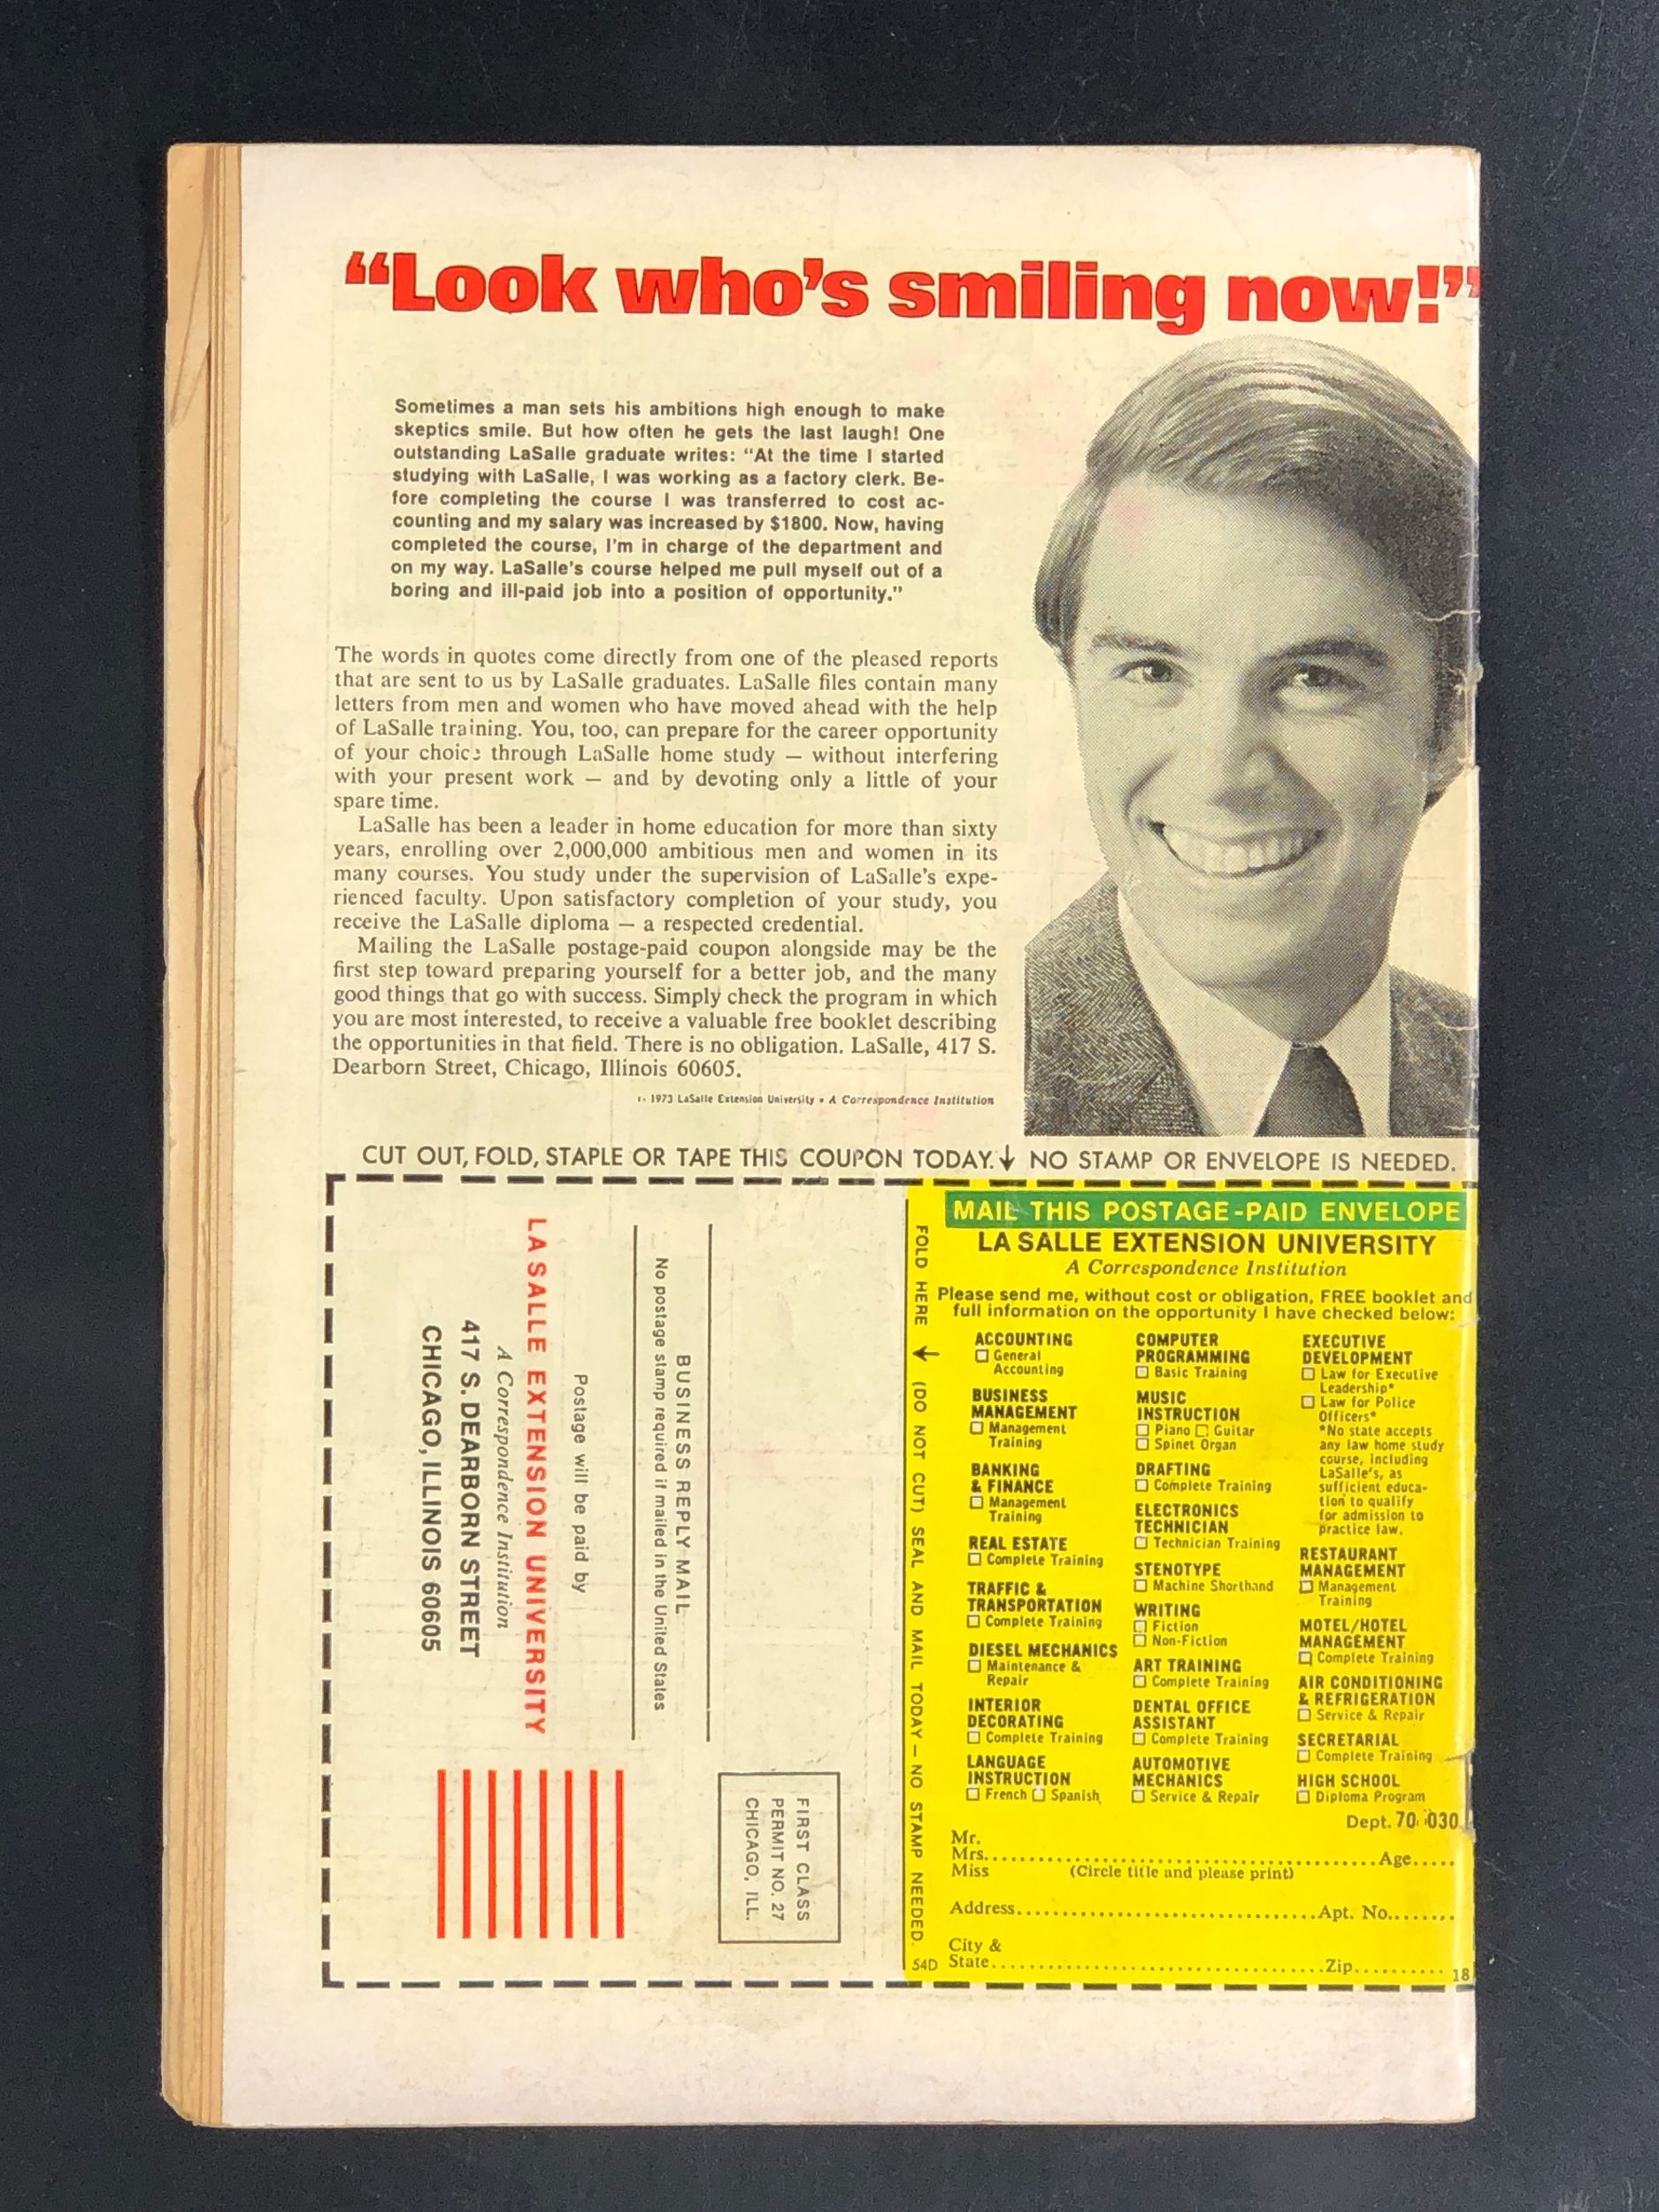 “Look who's smiling now!”
Sometimes a man sets his ambitions high enough to make
skeptics smile. But how often he gets the last laugh! One
outstanding LaSalle graduate writes: “At the time I started
studying with LaSalle, I was working as a factory clerk. Be-
fore completing the course I was transferred to cost ac-
counting and my salary was increased by $1800. Now, having
completed the course, I'm in charge of the department and
on my way. LaSalle's course helped me pull myself out of a
boring and ill-paid job into a position of opportunity.”
The words in quotes come directly from one of the pleased reports
that are sent to us by LaSalle graduates. LaSalle files contain many
letters from men and women who have moved ahead with the help
of LaSalle training. You, too, can prepare for the career opportunity
of your choice through LaSalle home study — without interfering
with your present work — and by devoting only a little of your
spare time.
LaSalle has been a leader in home education for more than sixty
years, enrolling over 2,000,000 ambitious men and women in its
many courses. You study under the supervision of LaSalle's expe-
rienced faculty. Upon satisfactory completion of your study, you
receive the LaSalle diploma — a respected credential.
Mailing the LaSalle postage-paid coupon alongside may be the
first step toward preparing yourself for a better job, and the many
good things that go with success. Simply check the program in which
you are most interested, to receive a valuable free booklet describing
the opportunities in that field. There is no obligation. LaSalle, 417 S.
Dearborn Street, Chicago, Illinois 60605.
1973 LaSalle Extension University • A Correspondence Institution
CUT OUT, FOLD, STAPLE OR TAPE THIS COUPON TODAY. ↓ NO STAMP OR ENVELOPE IS NEEDED.
FIRST CLASS
PERMIT NO. 27
CHICAGO, ILL.
BUSINESS REPLY MAIL
No postage stamp required if mailed in the United States
Postage will be paid by
LA SALLE EXTENSION UNIVERSITY
A Correspondence Institution
417 S. DEARBORN STREET
CHICAGO, ILLINOIS 60605
FOLD HERE ↓ (DO NOT CUT) SEAL AND MAIL TODAY — NO STAMP NEEDED.
54D
MAIL THIS POSTAGE-PAID ENVELOPE
LA SALLE EXTENSION UNIVERSITY
A Correspondence Institution
Please send me, without cost or obligation, FREE booklet and
full information on the opportunity I have checked below:
ACCOUNTING
☐ General
Accounting
BUSINESS
MANAGEMENT
☐ Management
Training
BANKING
& FINANCE
☐ Management
Training
REAL ESTATE
☐ Complete Training
TRAFFIC &
TRANSPORTATION
☐ Complete Training
DIESEL MECHANICS
☐ Maintenance &
Repair
INTERIOR
DECORATING
☐ Complete Training
LANGUAGE
INSTRUCTION
☐ French ☐ Spanish
COMPUTER
PROGRAMMING
☐ Basic Training
MUSIC
INSTRUCTION
☐ Piano ☐ Guitar
☐ Spinet Organ
DRAFTING
☐ Complete Training
ELECTRONICS
TECHNICIAN
☐ Technician Training
STENOTYPE
☐ Machine Shorthand
WRITING
☐ Fiction
☐ Non-Fiction
ART TRAINING
☐ Complete Training
DENTAL OFFICE
ASSISTANT
☐ Complete Training
AUTOMOTIVE
MECHANICS
☐ Service & Repair
EXECUTIVE
DEVELOPMENT
☐ Law for Executive
Leadership*
☐ Law for Police
Officers*
*No state accepts
any law home study
course, including
LaSalle's, as
sufficient educa-
tion to qualify
for admission to
practice law.
RESTAURANT
MANAGEMENT
☐ Management
Training
MOTEL/HOTEL
MANAGEMENT
☐ Complete Training
AIR CONDITIONING
& REFRIGERATION
☐ Service & Repair
SECRETARIAL
☐ Complete Training
HIGH SCHOOL
☐ Diploma Program
Dept. 70-030
Mr.
Mrs. Age
Miss (Circle title and please print)
Address Apt. No.
City &
State Zip
18